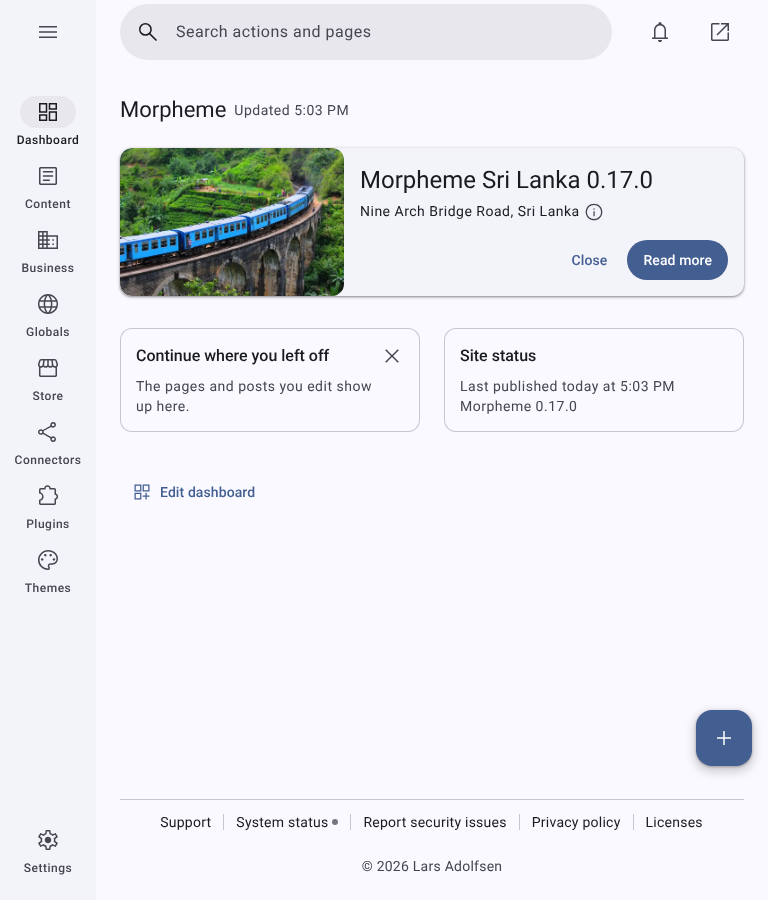 Search actions and pages
Morpheme Updated 5:03 PM
Morpheme Sri Lanka 0.17.0
Nine Arch Bridge Road, Sri Lanka
Close Read more
Continue where you left off
The pages and posts you edit show
up here.
Site status
Last published today at 5:03 PM
Morpheme 0.17.0
Edit dashboard
Dashboard
Content
Business
Globals
Store
Connectors
Plugins
Themes
Settings
Support System status Report security issues Privacy policy Licenses
© 2026 Lars Adolfsen